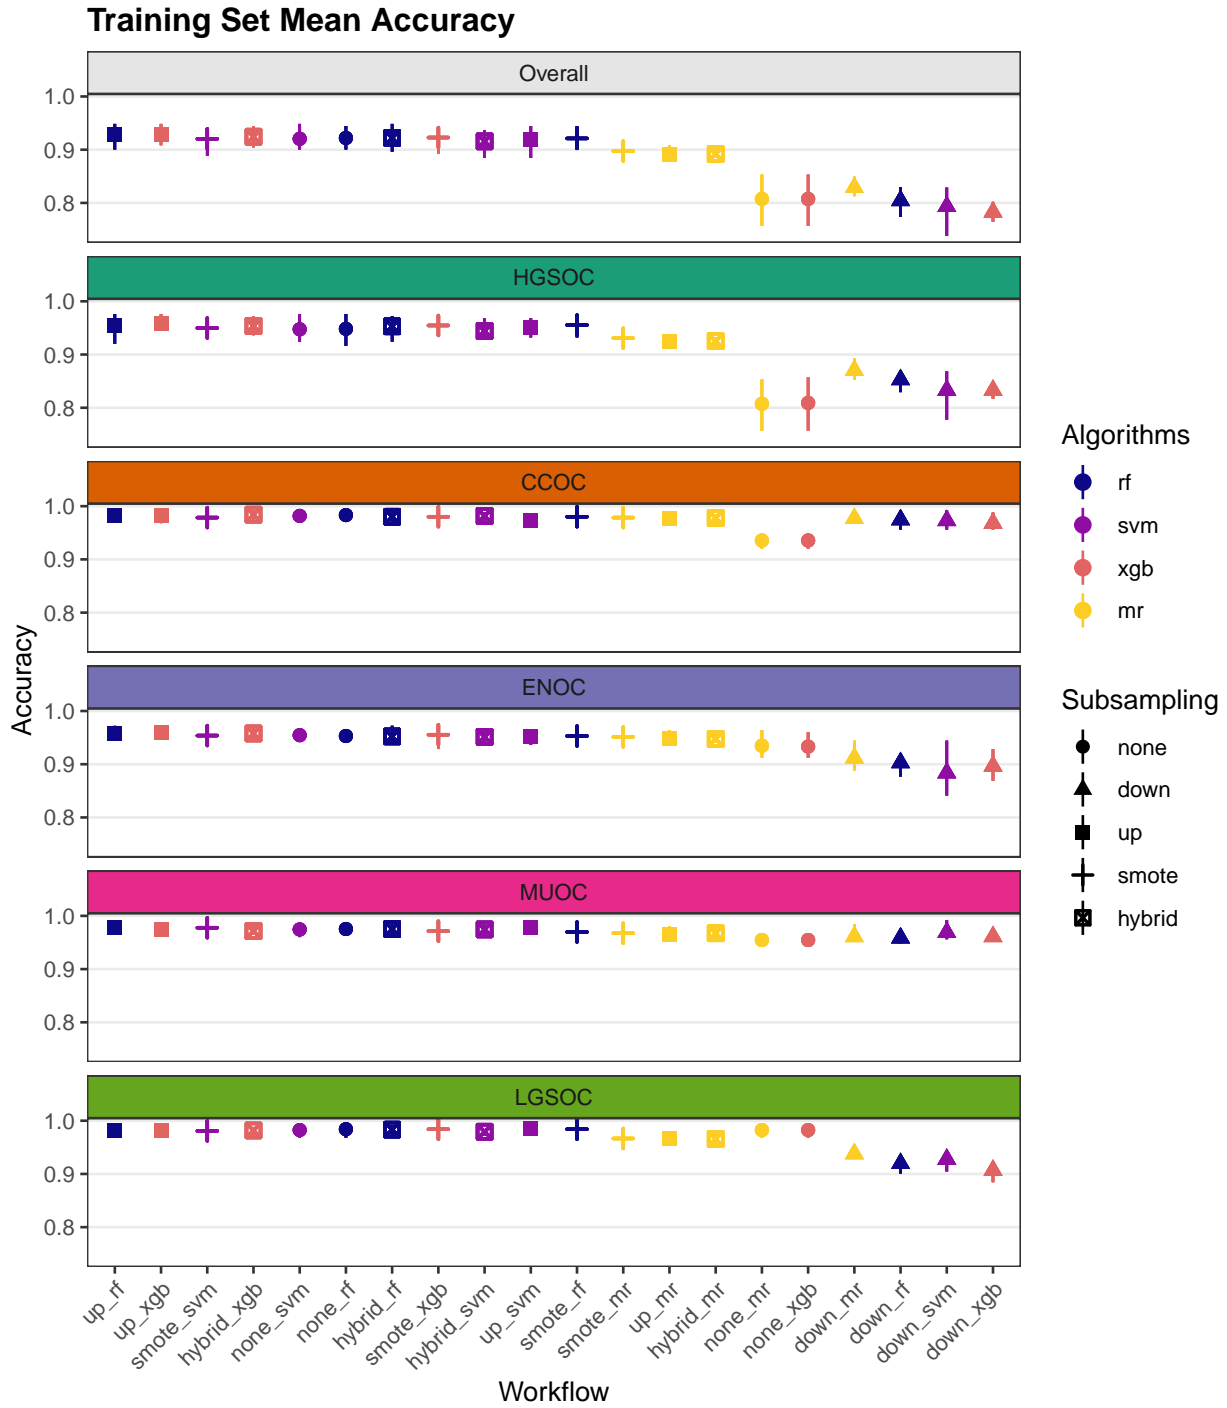 Training Set Mean Accuracy
Overall
1.0
0.9
0.8
HGSOC
1.0
0.9
0.8
CCOC
1.0
0.9
0.8
ENOC
1.0
0.9
0.8
MUOC
1.0
0.9
0.8
LGSOC
1.0
0.9
0.8
Accuracy
up_rf
up_xgb
smote_svm
hybrid_xgb
none_svm
none_rf
hybrid_rf
smote_xgb
hybrid_svm
up_svm
smote_rf
smote_mr
up_mr
hybrid_mr
none_mr
none_xgb
down_mr
down_rf
down_svm
down_xgb
Workflow
Algorithms
rf
svm
xgb
mr
Subsampling
none
down
up
smote
hybrid